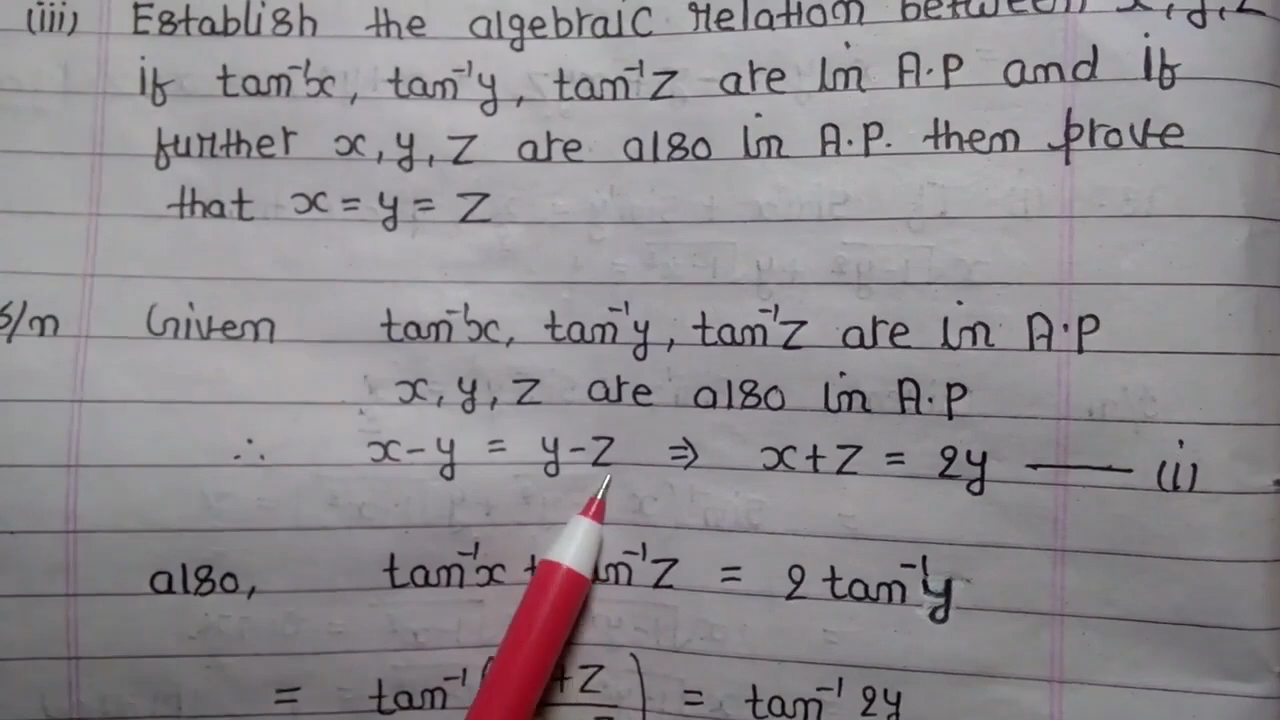 (iii) Establish the algebraic relation between x, y, z
if tan⁻¹x, tan⁻¹y, tan⁻¹z are in A.P and if
further x, y, z are also in A.P. then prove
that x = y = z
S/n Given tan⁻¹x, tan⁻¹y, tan⁻¹z are in A.P
x, y, z are also in A.P
∴ x-y = y-z ⇒ x+z = 2y —— (i)
also, tan⁻¹x + z = 2 tan⁻¹y
= tan⁻¹ ( +z ) = tan⁻¹ 2y